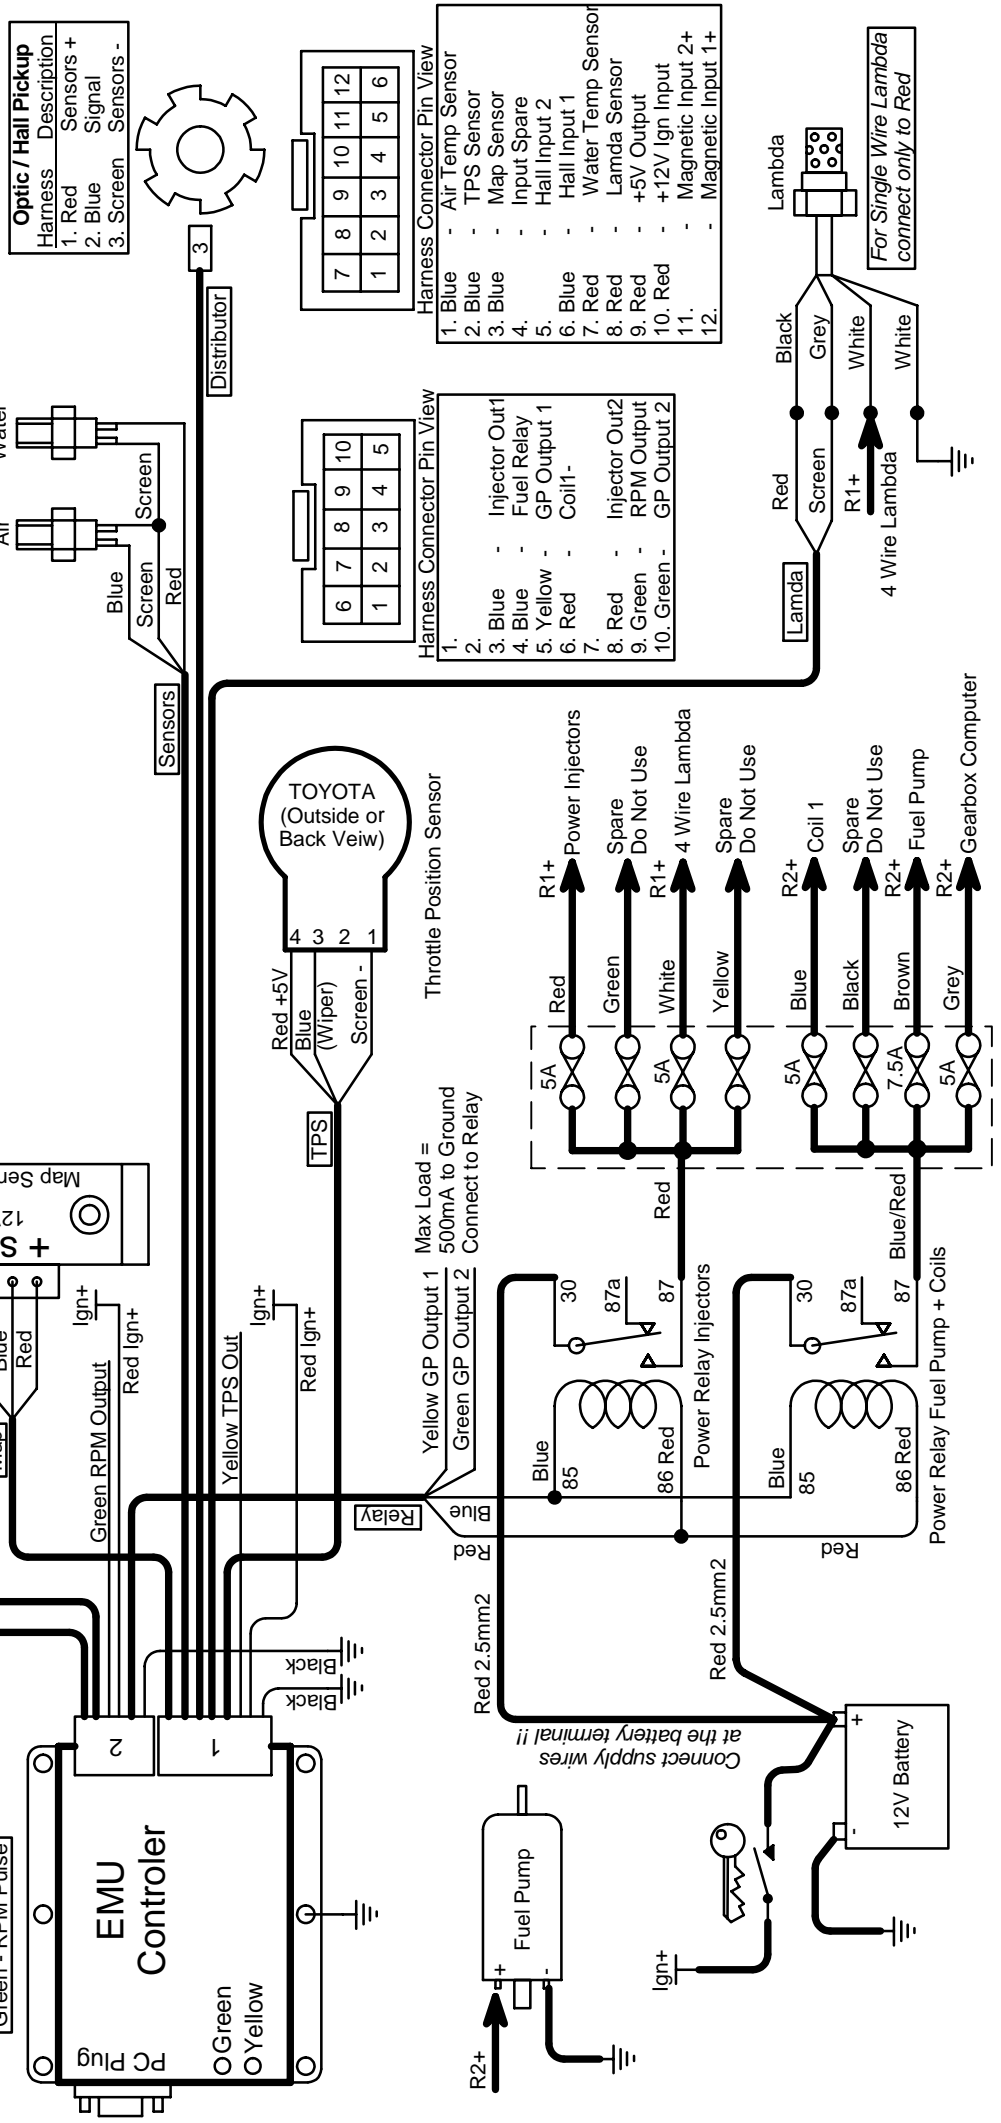 Optic / Hall Pickup
Harness Description
1. Red Sensors +
2. Blue Signal
3. Screen Sensors -
3
Distributor
7 8 9 10 11 12
1 2 3 4 5 6
Harness Connector Pin View
1. Blue - Air Temp Sensor
2. Blue - TPS Sensor
3. Blue - Map Sensor
4. - Input Spare
5. - Hall Input 2
6. Blue - Hall Input 1
7. Red - Water Temp Sensor
8. Red - Lamda Sensor
9. Red - +5V Output
10. Red - +12V Ign Input
11. - Magnetic Input 2+
12. - Magnetic Input 1+
Lambda
For Single Wire Lambda
connect only to Red
Black
Grey
White
White
Red
Screen
R1+
4 Wire Lambda
Lamda
Water
Air
Screen
Blue
Screen
Red
Sensors
6 7 8 9 10
1 2 3 4 5
Harness Connector Pin View
1.
2.
3. Blue - Injector Out1
4. Blue - Fuel Relay
5. Yellow - GP Output 1
6. Red - Coil1-
7.
8. Red - Injector Out2
9. Green - RPM Output
10. Green - GP Output 2
TOYOTA
(Outside or
Back Veiw)
4 3 2 1
Throttle Position Sensor
Red +5V
Blue
(Wiper)
Screen -
TPS
R1+
Power Injectors
Spare
Do Not Use
R1+
4 Wire Lambda
Spare
Do Not Use
R2+
Coil 1
Spare
Do Not Use
R2+
Fuel Pump
R2+
Gearbox Computer
Red
Green
White
Yellow
Blue
Black
Brown
Grey
5A
5A
5A
7.5A
5A
Red
Blue/Red
Map Sen
+ S
Blue
Red
Map
Green RPM Output
Ign+
Red Ign+
Yellow TPS Out
Ign+
Red Ign+
Yellow GP Output 1
Green GP Output 2
Max Load =
500mA to Ground
Connect to Relay
Relay
Blue
Red
30
87a
87
Blue
85
86 Red
Power Relay Injectors
30
87a
87
Blue
85
86 Red
Power Relay Fuel Pump + Coils
Red
Red 2.5mm2
Red 2.5mm2
Connect supply wires
at the battery terminal !!
Black
Black
2
1
EMU
Controler
PC Plug
Green
Yellow
Green - RPM Pulse
Fuel Pump
+
-
R2+
Ign+
+
-
12V Battery